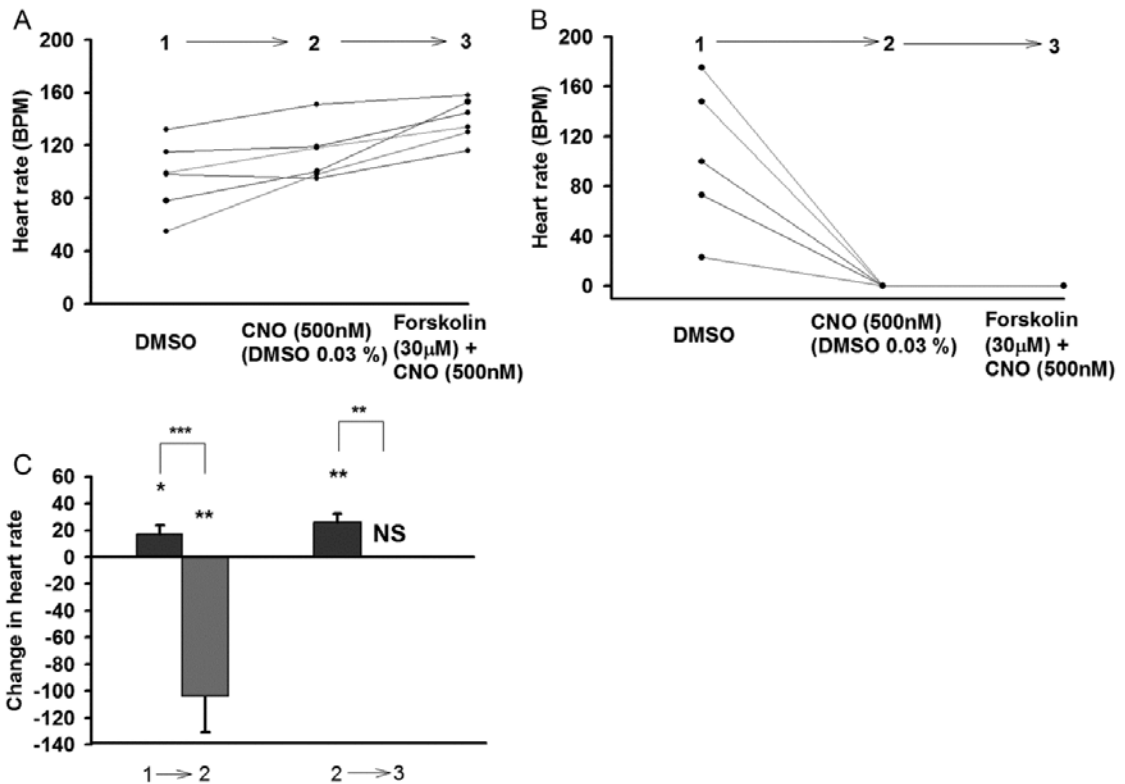 A
1 → 2 → 3
Heart rate (BPM)
200
160
120
80
40
0
DMSO
CNO (500nM)
(DMSO 0.03 %)
Forskolin
(30µM) +
CNO (500nM)
B
1 → 2 → 3
Heart rate (BPM)
200
160
120
80
40
0
DMSO
CNO (500nM)
(DMSO 0.03 %)
Forskolin
(30µM) +
CNO (500nM)
C
***
**
*
**
**
NS
Change in heart rate
60
40
20
0
-20
-40
-60
-80
-100
-120
-140
1 → 2
2 → 3